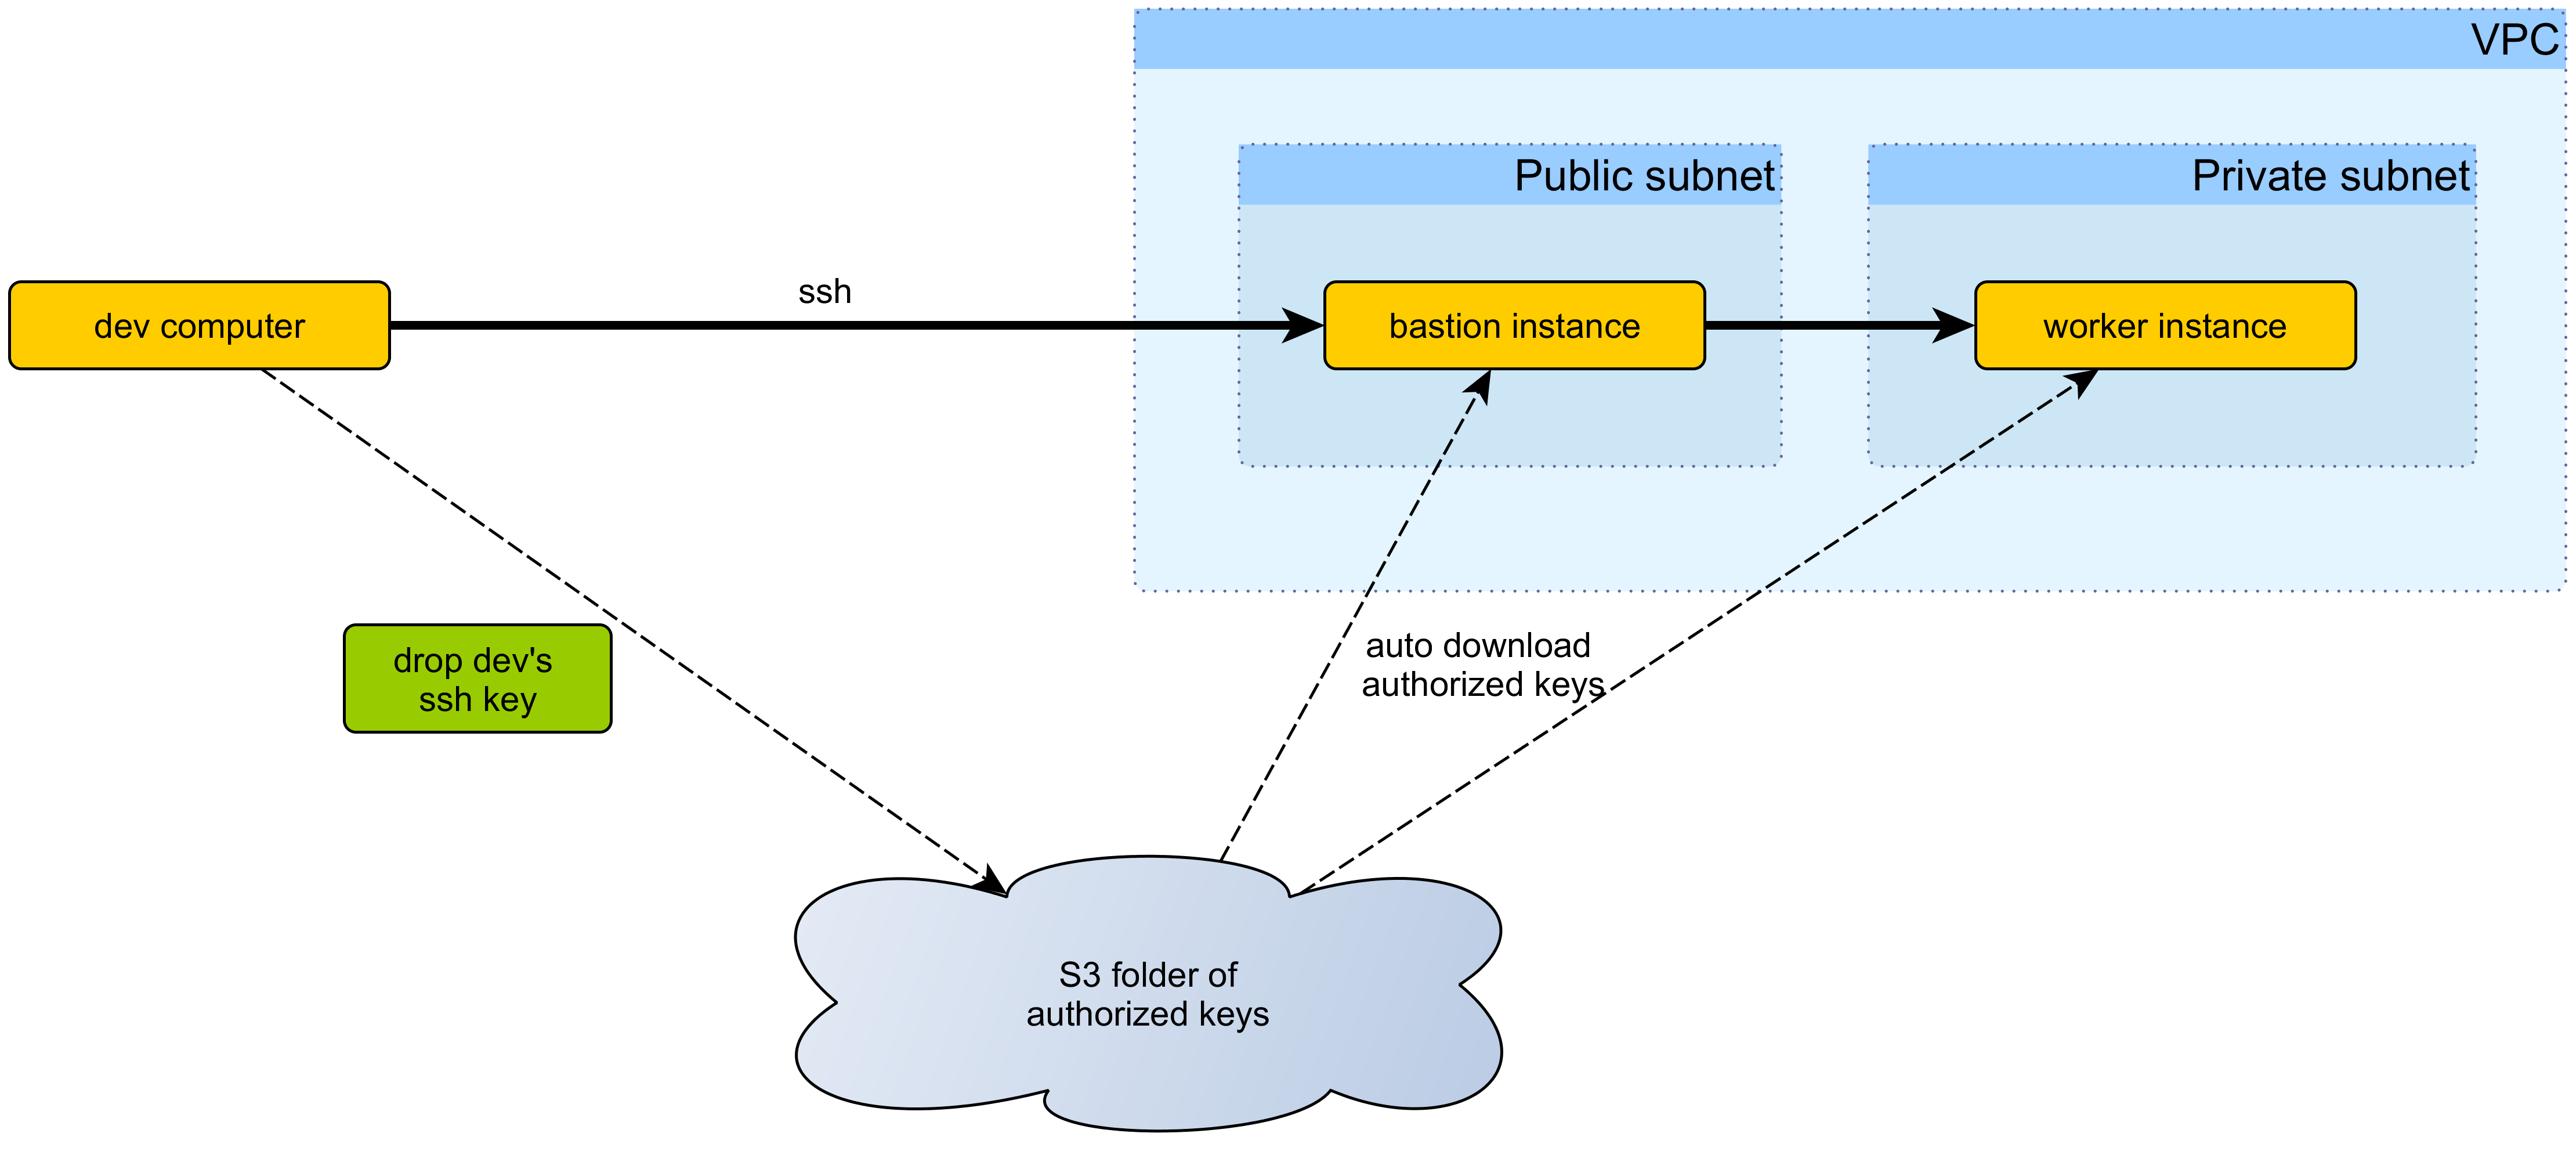 VPC
Public subnet
Private subnet
ssh
dev computer
bastion instance
worker instance
drop dev's
ssh key
auto download
authorized keys
S3 folder of
authorized keys